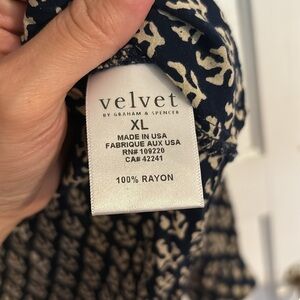 velvet
BY GRAHAM & SPENCER
XL
MADE IN USA
FABRIQUE AUX USA
RN# 109220
CA# 42241
100% RAYON